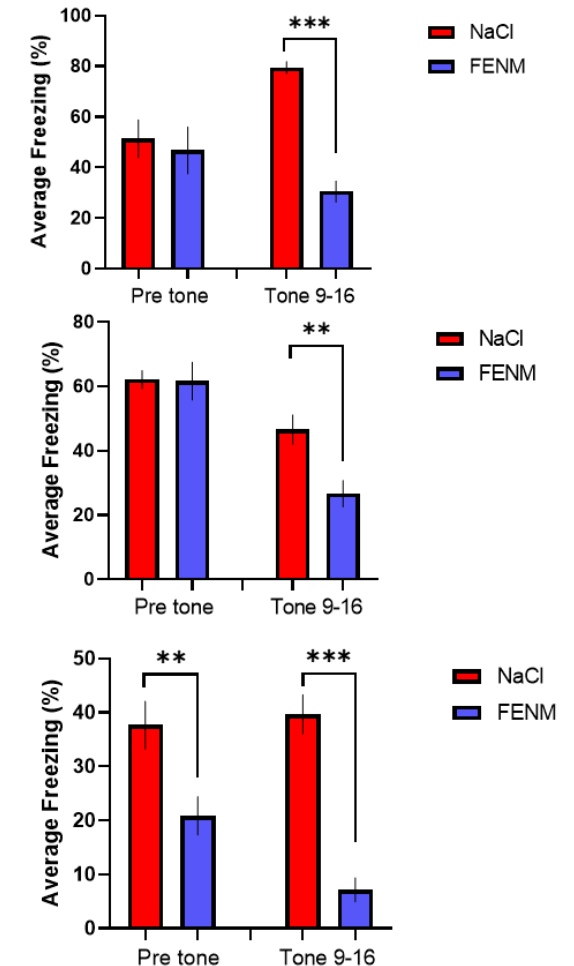 Average Freezing (%)
100
80
60
40
20
0
***
Pre tone
Tone 9-16
NaCl
FENM
Average Freezing (%)
80
60
40
20
0
**
Pre tone
Tone 9-16
NaCl
FENM
Average Freezing (%)
50
40
30
20
10
0
**
***
Pre tone
Tone 9-16
NaCl
FENM